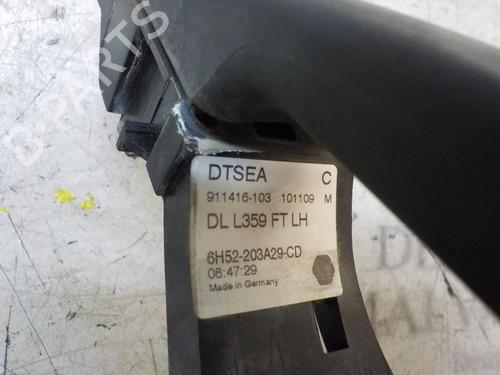 DTSEA C
911416-103 101109 M
DL L359 FT LH
6H52-203A29-CD
08:47:29
Made in Germany
D-PARTS